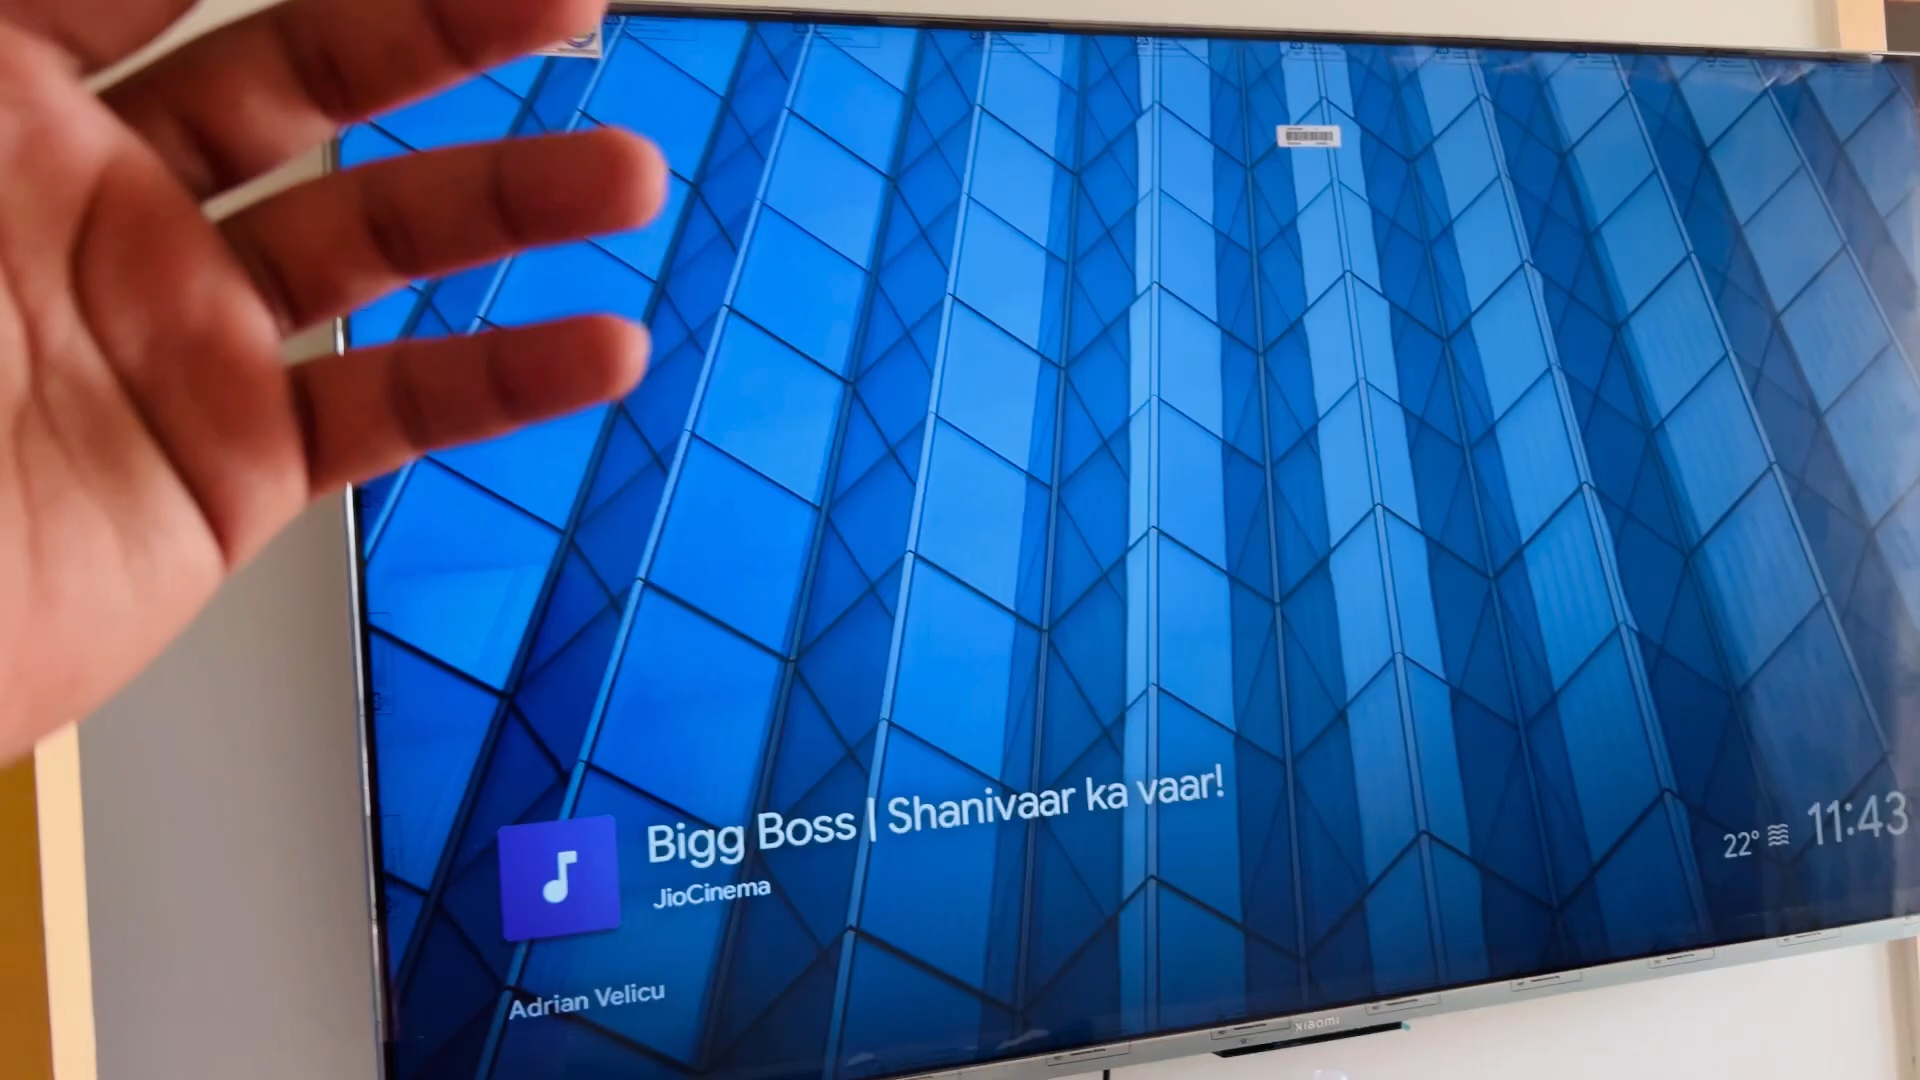 Bigg Boss | Shanivaar ka vaar!
JioCinema
22° 11:43
Adrian Velicu
xiaomi